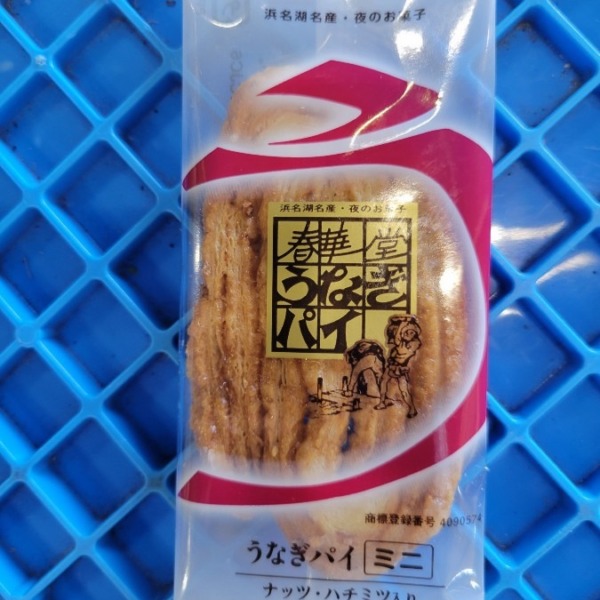 浜名湖名産・夜のお菓子
浜名湖名産・夜のお菓子
春華堂
うなぎ
パイ
商標登録番号 4090574
うなぎパイ ミニ
ナッツ・ハチミツ入り